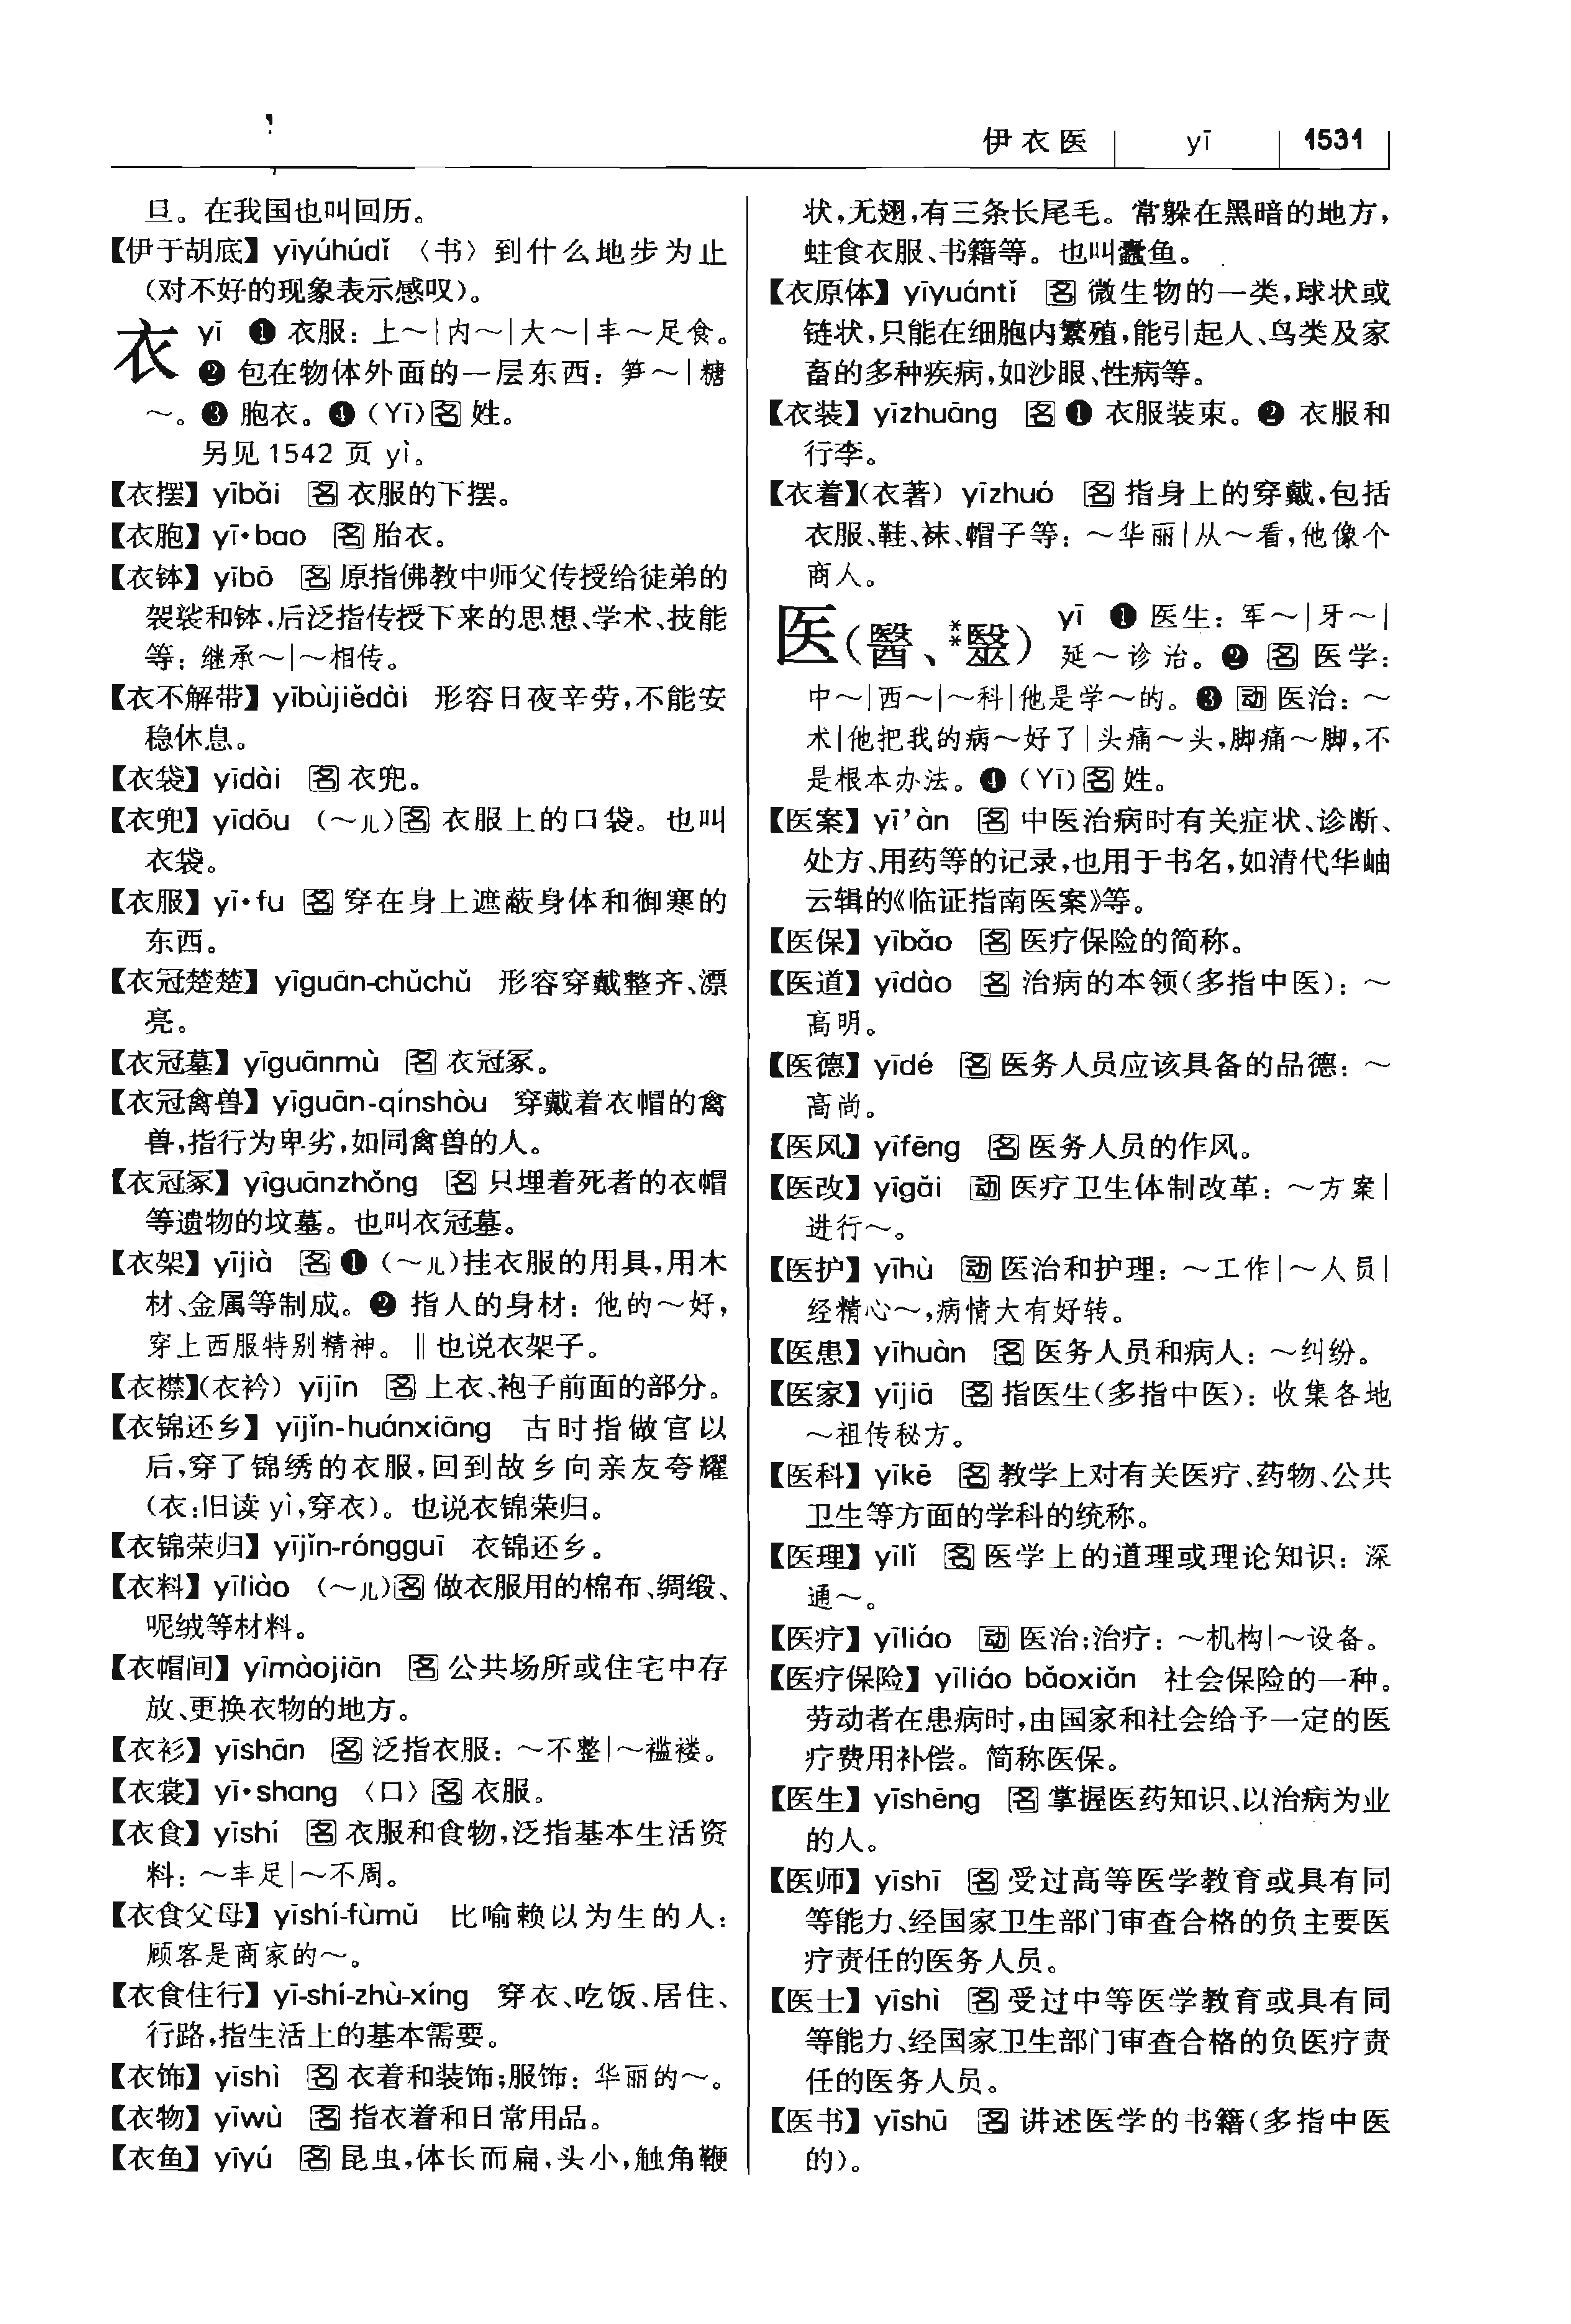 伊衣医 yī 1531
旦。在我国也叫回历。
【伊于胡底】yīyúhúdǐ 〈书〉到什么地步为止
（对不好的现象表示感叹）。
衣 yī ❶ 衣服：上～|内～|大～|丰～足食。
❷ 包在物体外面的一层东西：笋～|糖
～。❸ 胞衣。❹（Yī）名 姓。
另见 1542 页 yì。
【衣摆】yībǎi 名 衣服的下摆。
【衣胞】yī·bao 名 胎衣。
【衣钵】yībō 名 原指佛教中师父传授给徒弟的
袈裟和钵，后泛指传授下来的思想、学术、技能
等：继承～|～相传。
【衣不解带】yībùjiědài 形容日夜辛劳，不能安
稳休息。
【衣袋】yīdài 名 衣兜。
【衣兜】yīdōu （～儿）名 衣服上的口袋。也叫
衣袋。
【衣服】yī·fu 名 穿在身上遮蔽身体和御寒的
东西。
【衣冠楚楚】yīguān-chǔchǔ 形容穿戴整齐、漂
亮。
【衣冠墓】yīguānmù 名 衣冠冢。
【衣冠禽兽】yīguān-qínshòu 穿戴着衣帽的禽
兽，指行为卑劣，如同禽兽的人。
【衣冠冢】yīguānzhǒng 名 只埋着死者的衣帽
等遗物的坟墓。也叫衣冠墓。
【衣架】yījià 名 ❶（～儿）挂衣服的用具，用木
材、金属等制成。❷ 指人的身材：他的～好，
穿上西服特别精神。‖也说衣架子。
【衣襟】（衣衿）yījīn 名 上衣、袍子前面的部分。
【衣锦还乡】yījǐn-huánxiāng 古时指做官以
后，穿了锦绣的衣服，回到故乡向亲友夸耀
（衣：旧读 yì，穿衣）。也说衣锦荣归。
【衣锦荣归】yījǐn-róngguī 衣锦还乡。
【衣料】yīliào （～儿）名 做衣服用的棉布、绸缎、
呢绒等材料。
【衣帽间】yīmàojiān 名 公共场所或住宅中存
放、更换衣物的地方。
【衣衫】yīshān 名 泛指衣服：～不整|～褴褛。
【衣裳】yī·shang 〈口〉名 衣服。
【衣食】yīshí 名 衣服和食物，泛指基本生活资
料：～丰足|～不周。
【衣食父母】yīshí-fùmǔ 比喻赖以为生的人：
顾客是商家的～。
【衣食住行】yī-shí-zhù-xíng 穿衣、吃饭、居住、
行路，指生活上的基本需要。
【衣饰】yīshì 名 衣着和装饰；服饰：华丽的～。
【衣物】yīwù 名 指衣着和日常用品。
【衣鱼】yīyú 名 昆虫，体长而扁，头小，触角鞭
状，无翅，有三条长尾毛。常躲在黑暗的地方，
蛀食衣服、书籍等。也叫蠹鱼。
【衣原体】yīyuántǐ 名 微生物的一类，球状或
链状，只能在细胞内繁殖，能引起人、鸟类及家
畜的多种疾病，如沙眼、性病等。
【衣装】yīzhuāng 名 ❶ 衣服装束。❷ 衣服和
行李。
【衣着】（衣著）yīzhuó 名 指身上的穿戴，包括
衣服、鞋、袜、帽子等：～华丽|从～看，他像个
商人。
医（醫、**毉） yī ❶ 医生：军～|牙～|
延～诊治。❷ 名 医学：
中～|西～|～科|他是学～的。❸ 动 医治：～
术|他把我的病～好了|头痛～头，脚痛～脚，不
是根本办法。❹（Yī）名 姓。
【医案】yī’àn 名 中医治病时有关症状、诊断、
处方、用药等的记录，也用于书名，如清代华岫
云辑的《临证指南医案》等。
【医保】yībǎo 名 医疗保险的简称。
【医道】yīdào 名 治病的本领（多指中医）：～
高明。
【医德】yīdé 名 医务人员应该具备的品德：～
高尚。
【医风】yīfēng 名 医务人员的作风。
【医改】yīgǎi 动 医疗卫生体制改革：～方案|
进行～。
【医护】yīhù 动 医治和护理：～工作|～人员|
经精心～，病情大有好转。
【医患】yīhuàn 名 医务人员和病人：～纠纷。
【医家】yījiā 名 指医生（多指中医）：收集各地
～祖传秘方。
【医科】yīkē 名 教学上对有关医疗、药物、公共
卫生等方面的学科的统称。
【医理】yīlǐ 名 医学上的道理或理论知识：深
通～。
【医疗】yīliáo 动 医治；治疗：～机构|～设备。
【医疗保险】yīliáo bǎoxiǎn 社会保险的一种。
劳动者在患病时，由国家和社会给予一定的医
疗费用补偿。简称医保。
【医生】yīshēng 名 掌握医药知识、以治病为业
的人。
【医师】yīshī 名 受过高等医学教育或具有同
等能力、经国家卫生部门审查合格的负主要医
疗责任的医务人员。
【医士】yīshì 名 受过中等医学教育或具有同
等能力、经国家卫生部门审查合格的负医疗责
任的医务人员。
【医书】yīshū 名 讲述医学的书籍（多指中医
的）。